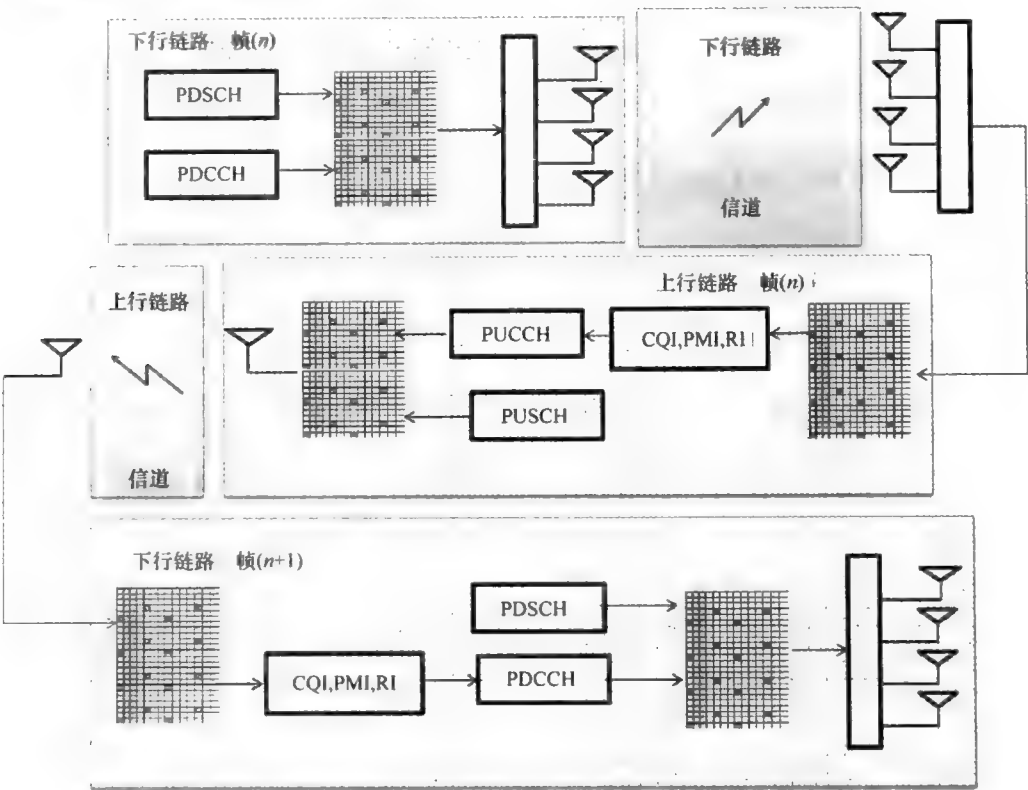 下行链路 帧(n)
PDSCH
PDCCH
下行链路
信道
上行链路
信道
上行链路 帧(n)
PUCCH
CQI,PMI,RI
PUSCH
下行链路 帧(n+1)
CQI,PMI,RI
PDSCH
PDCCH